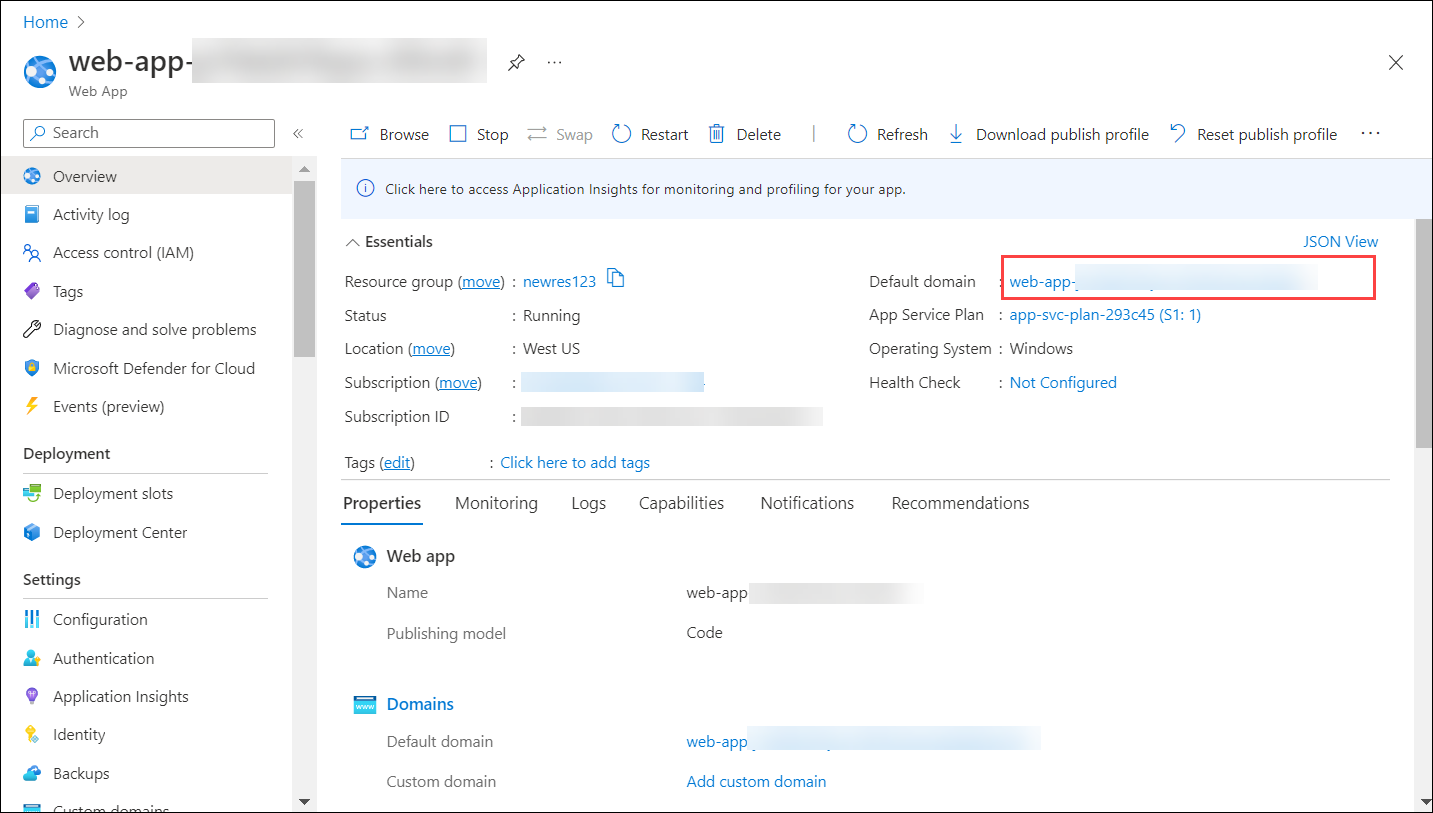 Home
web-app-
Web App
Search
Browse Stop Swap Restart Delete Refresh Download publish profile Reset publish profile
Click here to access Application Insights for monitoring and profiling for your app.
Overview
Activity log
Access control (IAM)
Tags
Diagnose and solve problems
Microsoft Defender for Cloud
Events (preview)
Deployment
Deployment slots
Deployment Center
Settings
Configuration
Authentication
Application Insights
Identity
Backups
Custom domains
Essentials
JSON View
Resource group (move) : newres123
Status : Running
Location (move) : West US
Subscription (move) :
Subscription ID :
Default domain : web-app-
App Service Plan : app-svc-plan-293c45 (S1: 1)
Operating System : Windows
Health Check : Not Configured
Tags (edit) : Click here to add tags
Properties Monitoring Logs Capabilities Notifications Recommendations
Web app
Name web-app
Publishing model Code
Domains
www
Default domain web-app
Custom domain Add custom domain